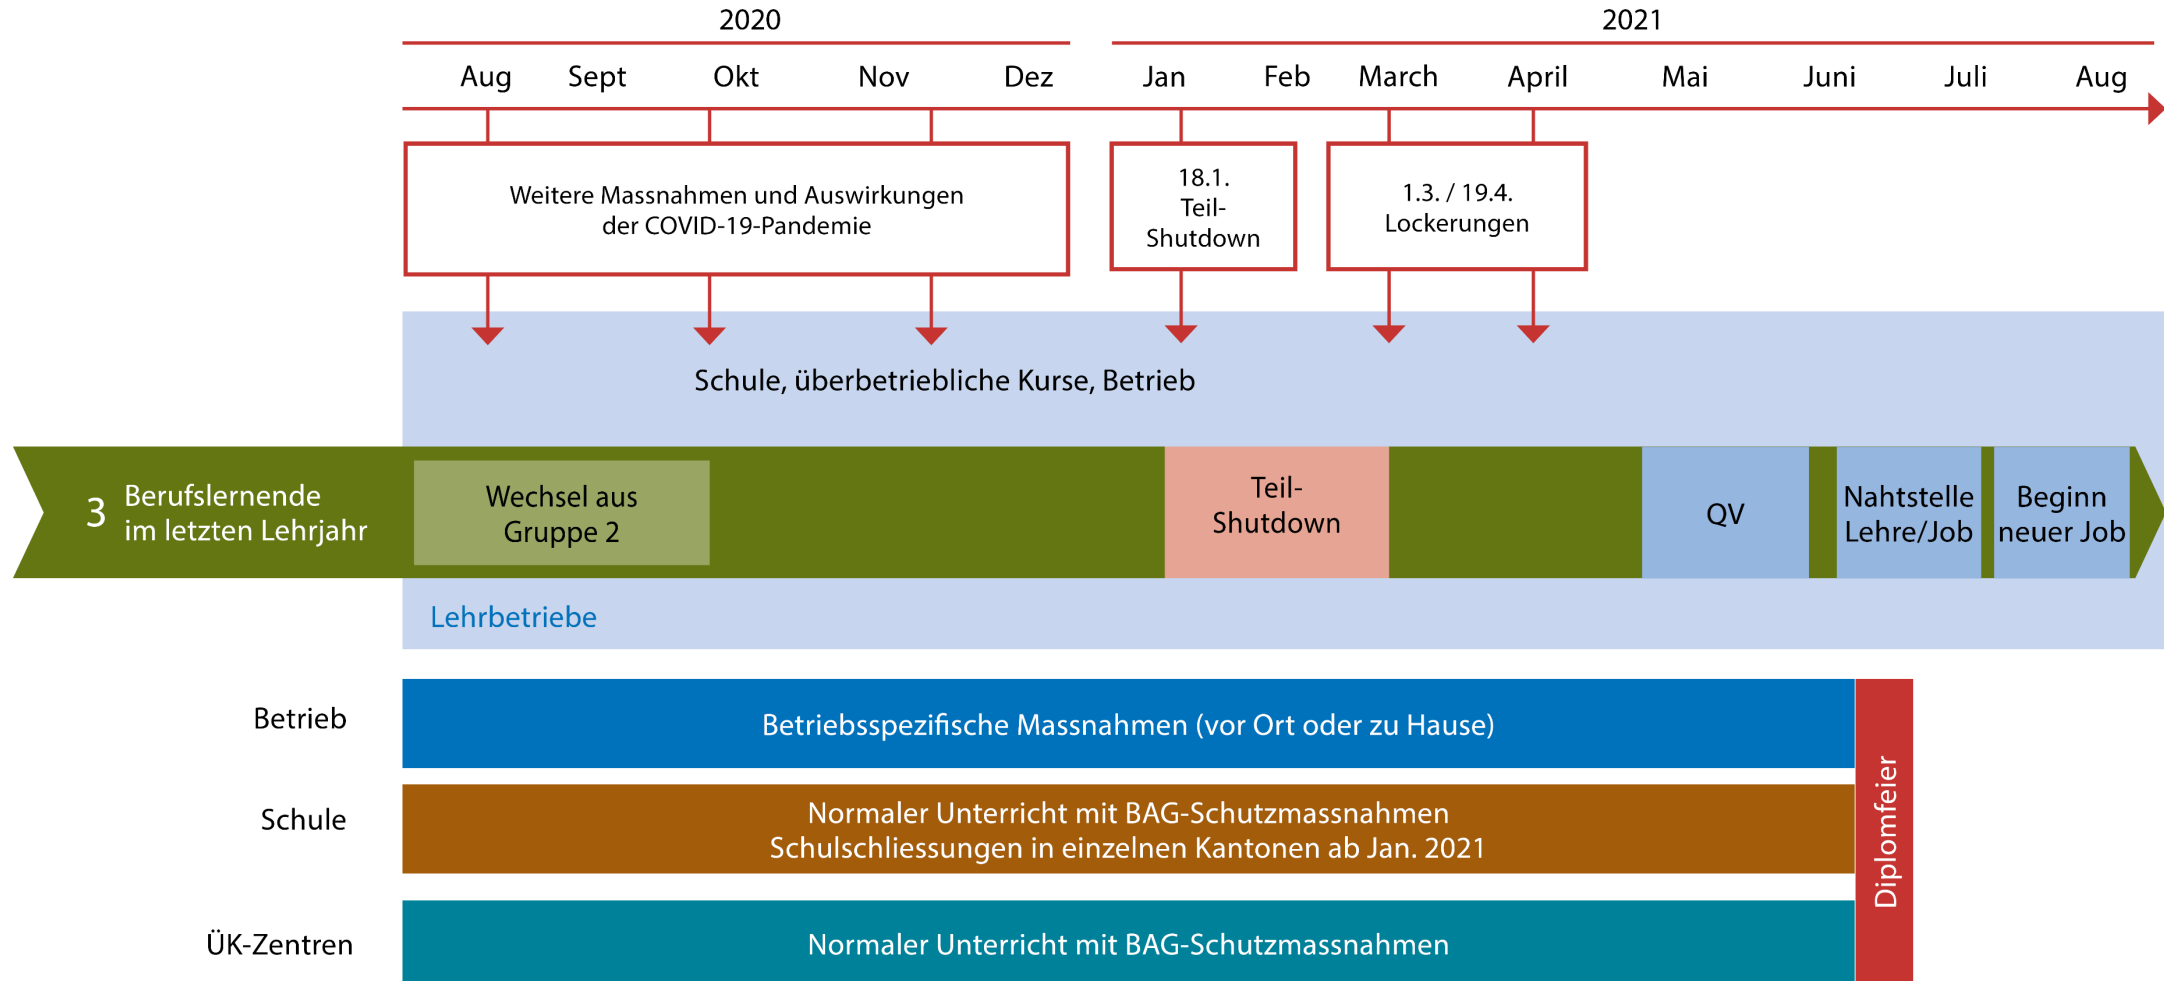 2020
2021
Aug Sept Okt Nov Dez Jan Feb March April Mai Juni Juli Aug
Weitere Massnahmen und Auswirkungen
der COVID-19-Pandemie
18.1.
Teil-
Shutdown
1.3. / 19.4.
Lockerungen
Schule, überbetriebliche Kurse, Betrieb
3 Berufslernende
im letzten Lehrjahr
Wechsel aus
Gruppe 2
Teil-
Shutdown
QV
Nahtstelle
Lehre/Job
Beginn
neuer Job
Lehrbetriebe
Betrieb
Betriebsspezifische Massnahmen (vor Ort oder zu Hause)
Schule
Normaler Unterricht mit BAG-Schutzmassnahmen
Schulschliessungen in einzelnen Kantonen ab Jan. 2021
ÜK-Zentren
Normaler Unterricht mit BAG-Schutzmassnahmen
Diplomfeier